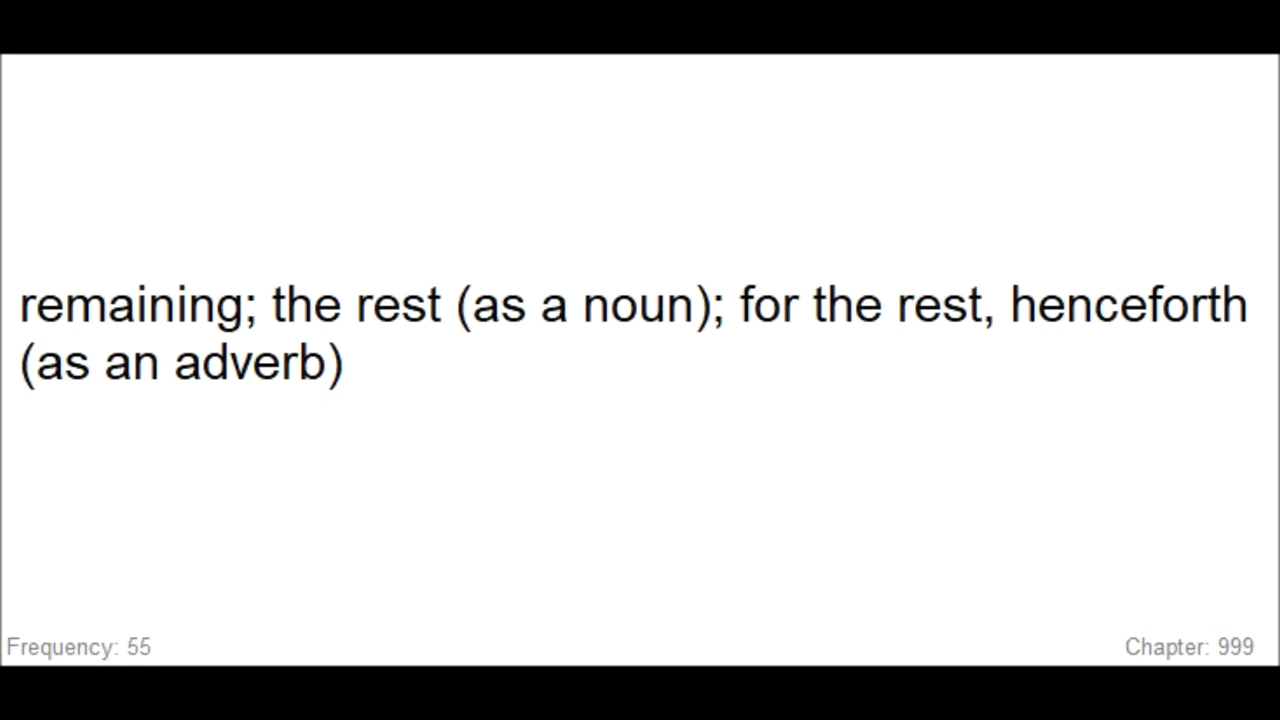 remaining; the rest (as a noun); for the rest, henceforth
(as an adverb)
Frequency: 55
Chapter: 999